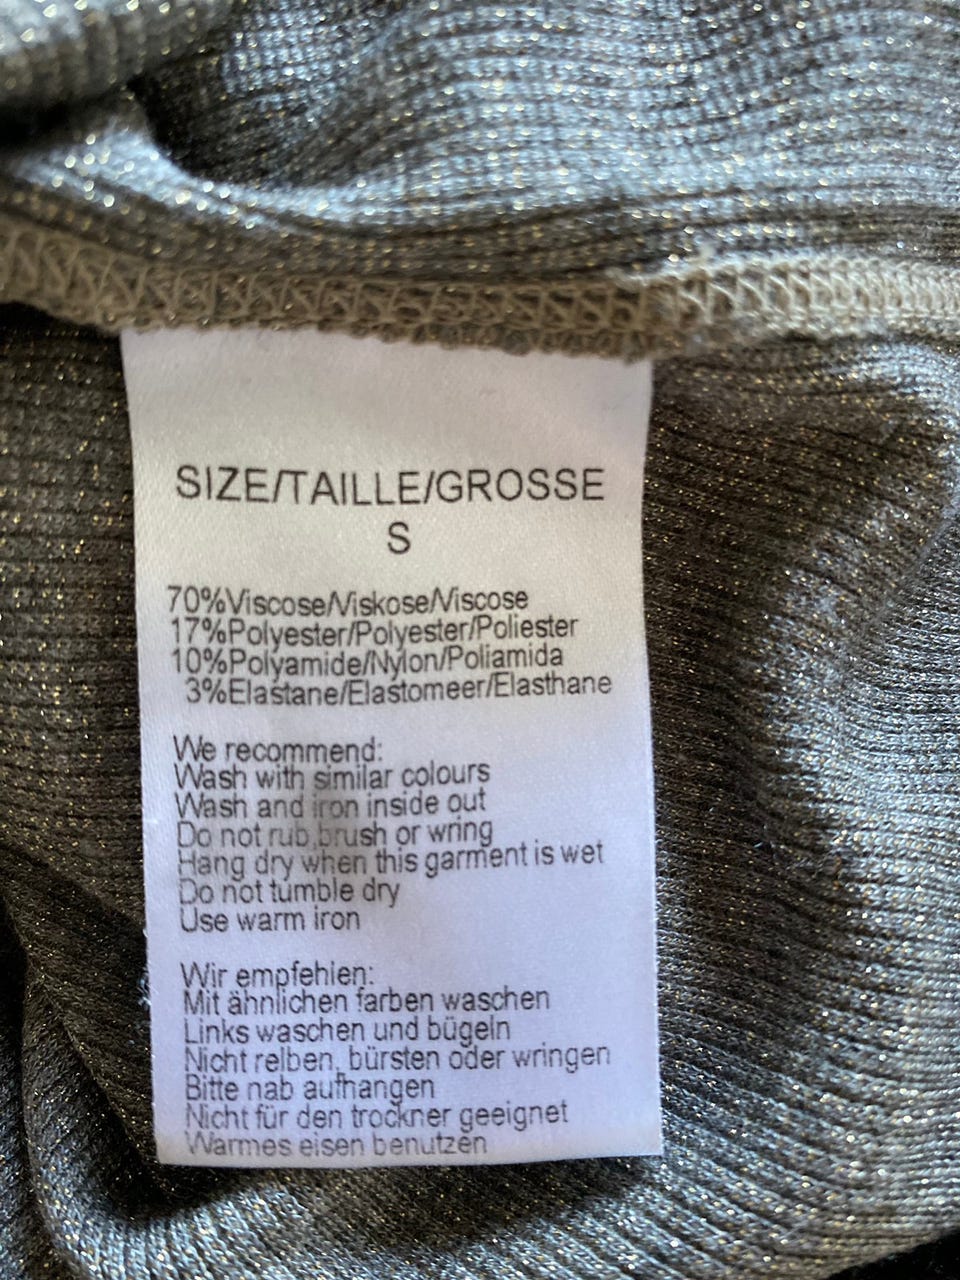 SIZE/TAILLE/GROSSE
S
70%Viscose/Viskose/Viscose
17%Polyester/Polyester/Poliester
10%Polyamide/Nylon/Poliamida
3%Elastane/Elastomeer/Elasthane
We recommend:
Wash with similar colours
Wash and iron inside out
Do not rub,brush or wring
Hang dry when this garment is wet
Do not tumble dry
Use warm iron
Wir empfehlen:
Mit ähnlichen farben waschen
Links waschen und bügeln
Nicht relben, bürsten oder wringen
Bitte nab aufhangen
Nicht für den trockner geeignet
Warmes eisen benutzen